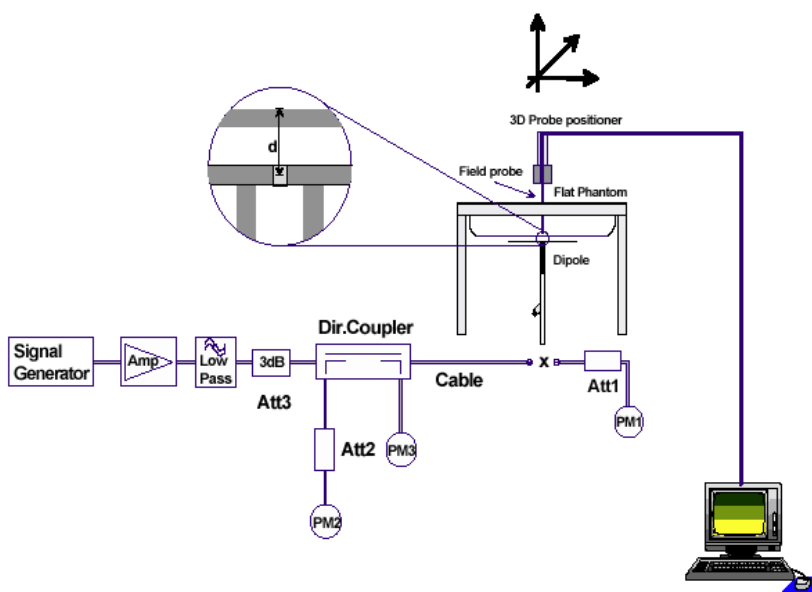 3D Probe positioner
d
Field probe
Flat Phantom
Dipole
Dir.Coupler
Signal
Generator
Amp
Low
Pass
3dB
Cable
x
Att1
Att3
PM1
Att2
PM3
PM2